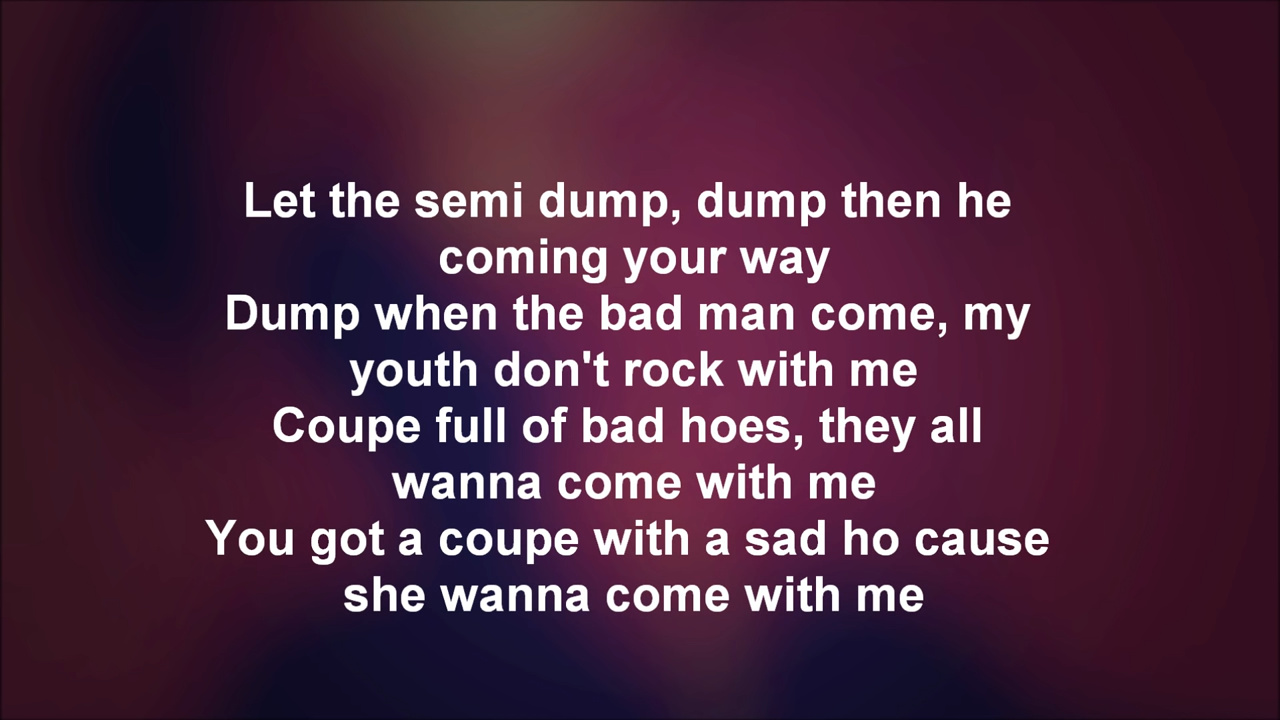 Let the semi dump, dump then he
coming your way
Dump when the bad man come, my
youth don't rock with me
Coupe full of bad hoes, they all
wanna come with me
You got a coupe with a sad ho cause
she wanna come with me